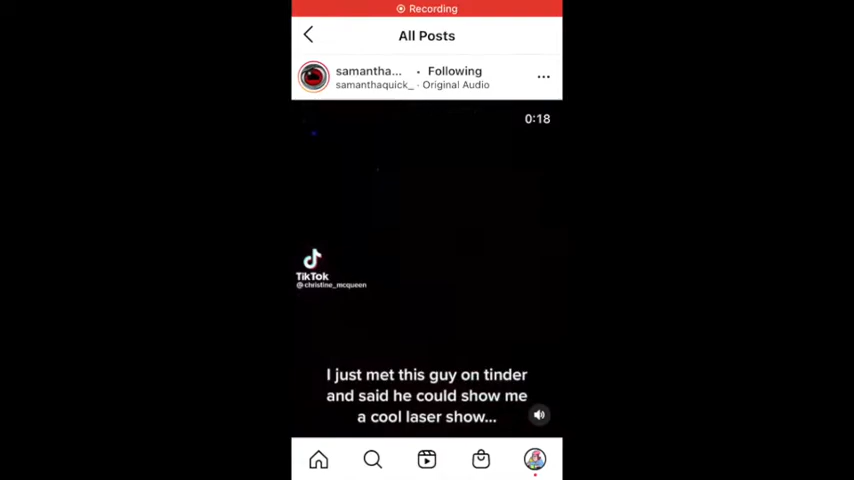 Recording
All Posts
samantha... • Following
samanthaquick_ · Original Audio
0:18
TikTok
@christine_mcqueen
I just met this guy on tinder
and said he could show me
a cool laser show...